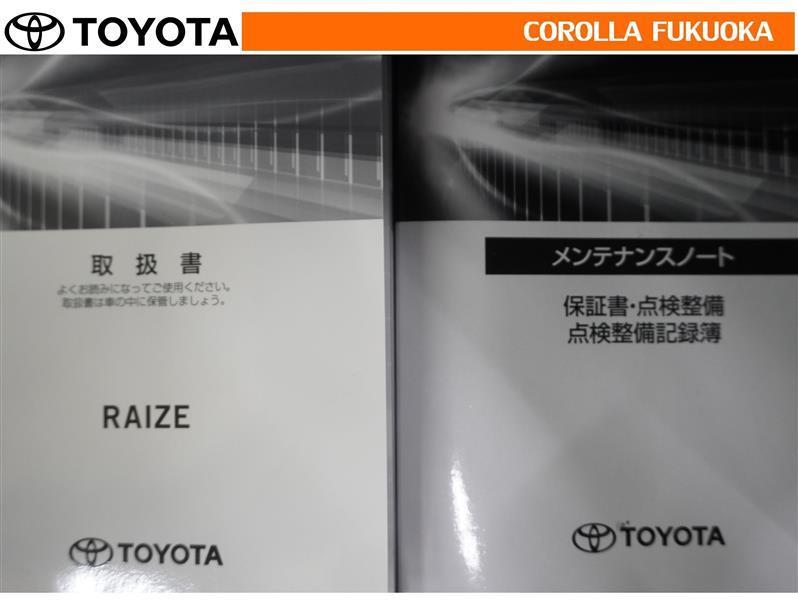 TOYOTA
COROLLA FUKUOKA
取扱書
よくお読みになってご使用ください。
取扱書は車の中に保管しましょう。
RAIZE
TOYOTA
メンテナンスノート
保証書・点検整備
点検整備記録簿
TOYOTA